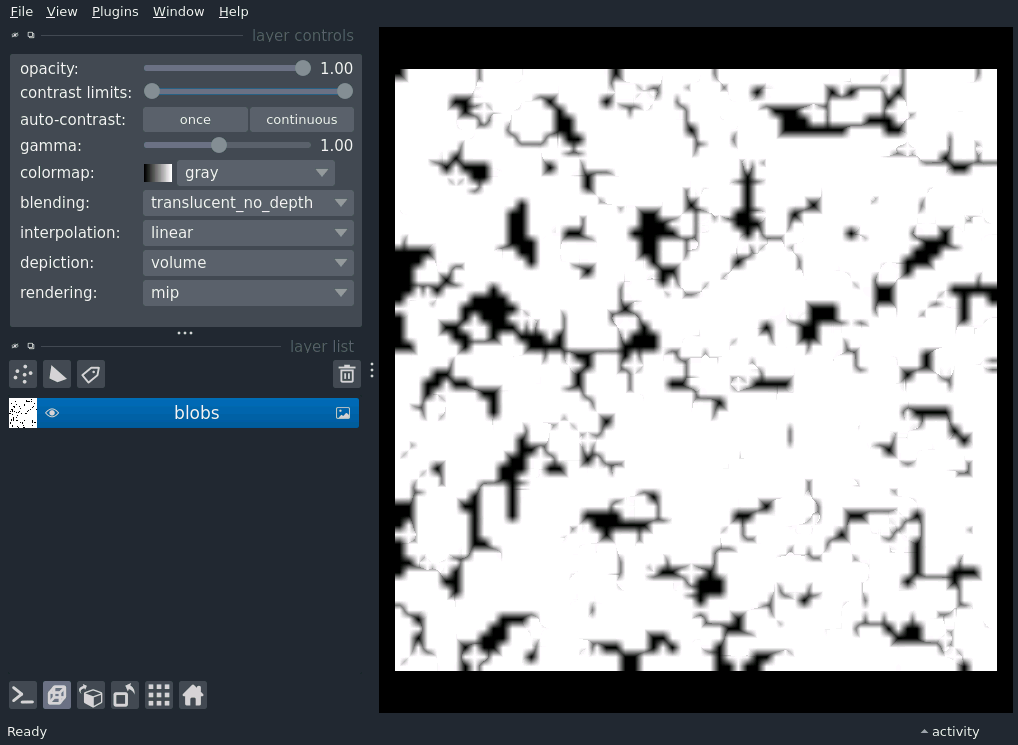 File View Plugins Window Help
layer controls
opacity: 1.00
contrast limits:
auto-contrast: once continuous
gamma: 1.00
colormap: gray
blending: translucent_no_depth
interpolation: linear
depiction: volume
rendering: mip
layer list
blobs
Ready activity